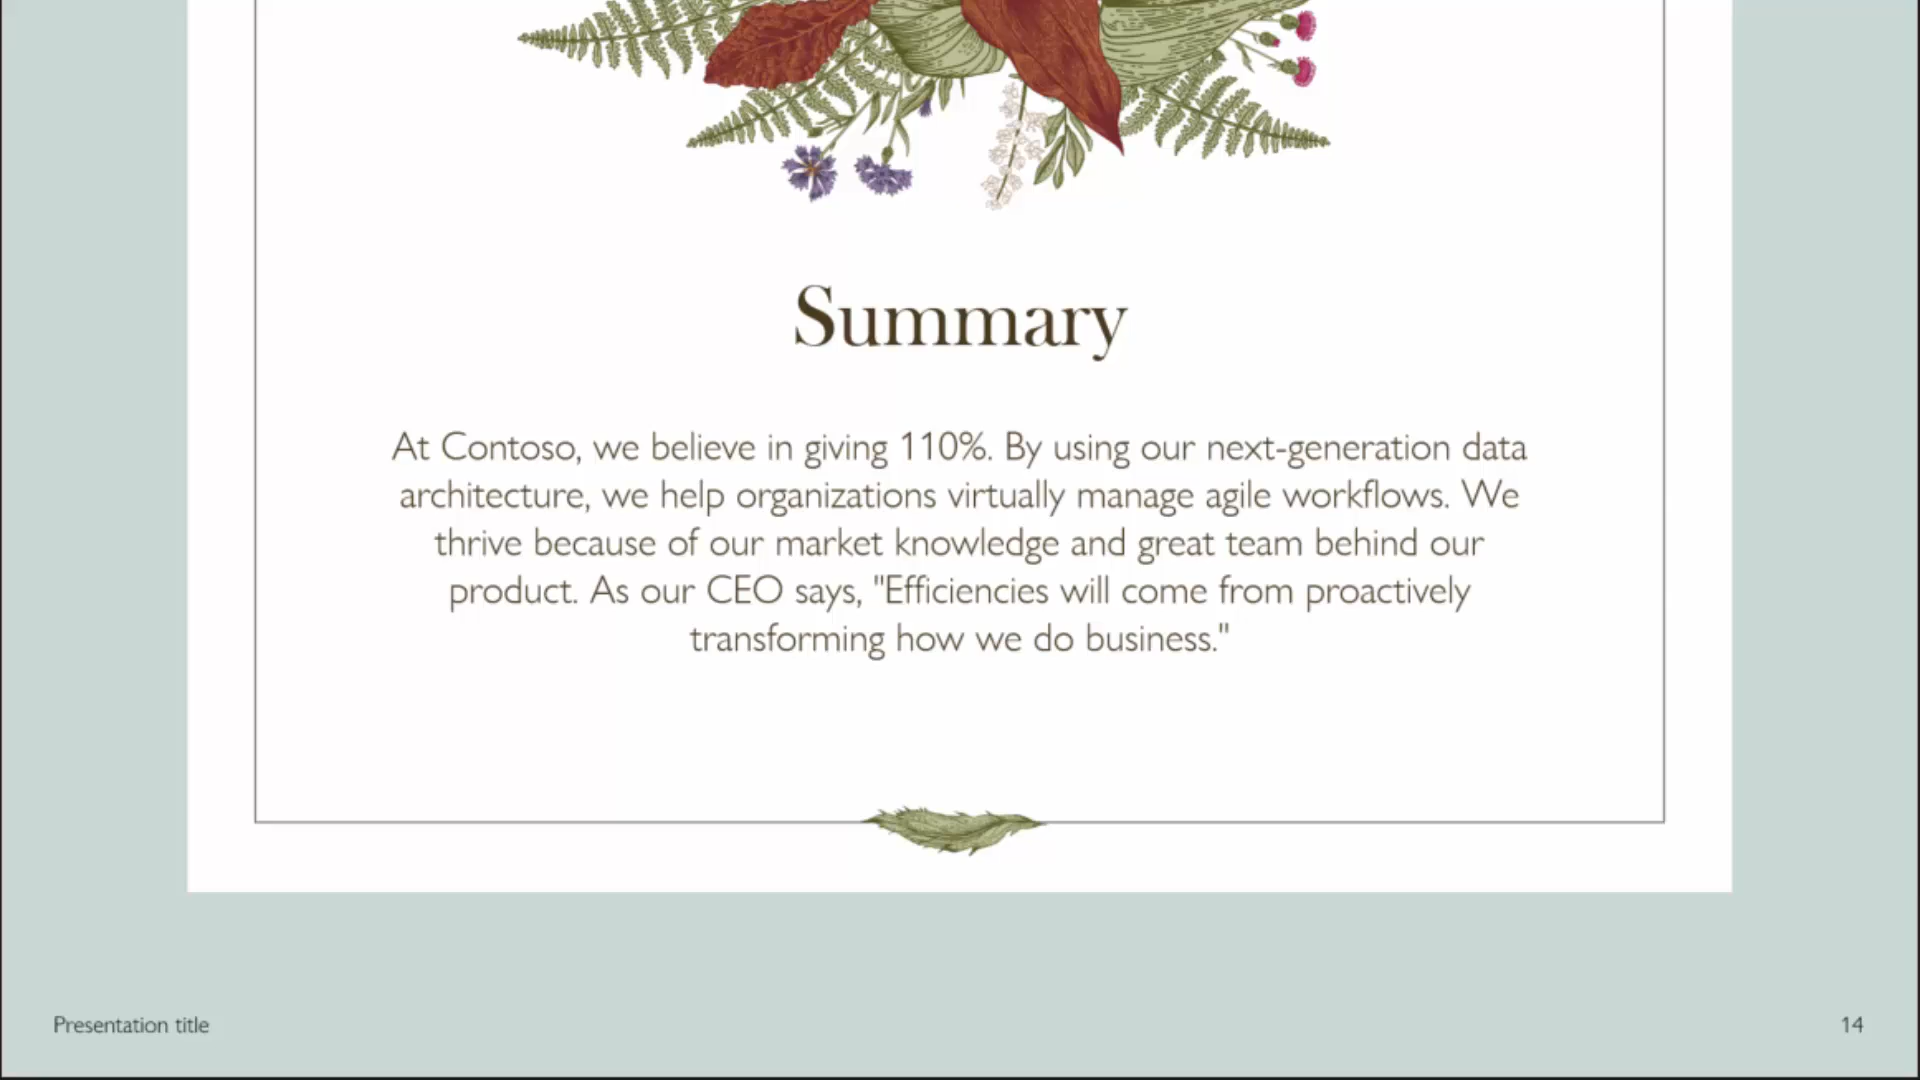 Summary
At Contoso, we believe in giving 110%. By using our next-generation data
architecture, we help organizations virtually manage agile workflows. We
thrive because of our market knowledge and great team behind our
product. As our CEO says, "Efficiencies will come from proactively
transforming how we do business."
Presentation title
14